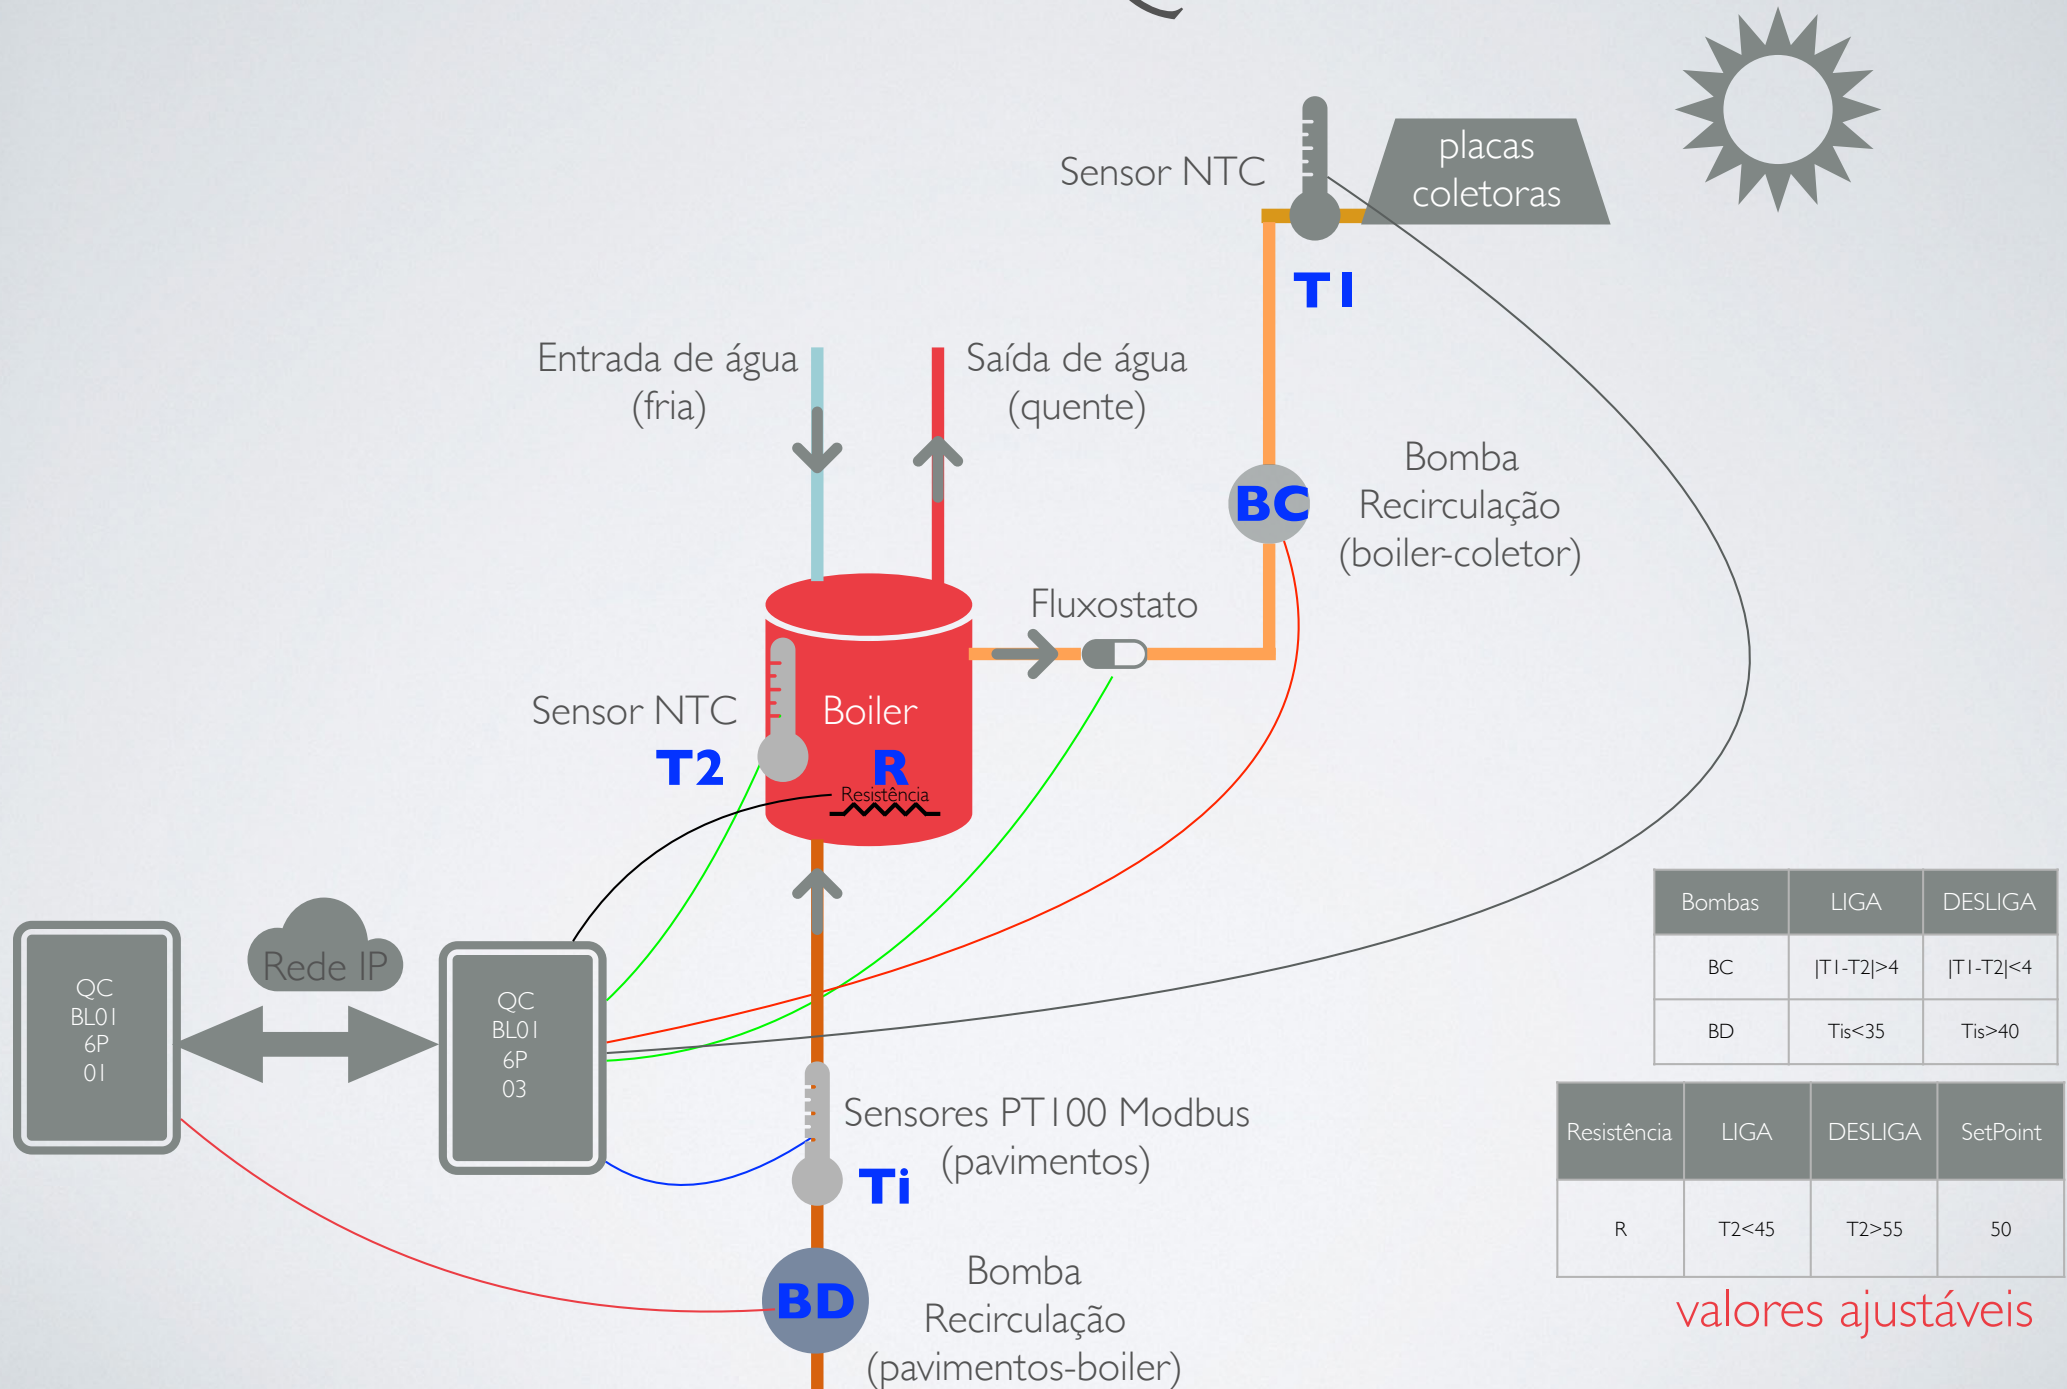 Sensor NTC
placas
coletoras
T1
Entrada de água
(fria)
Saída de água
(quente)
BC
Bomba
Recirculação
(boiler-coletor)
Fluxostato
Sensor NTC
T2
Boiler
R
Resistência
QC
BL01
6P
01
Rede IP
QC
BL01
6P
03
Sensores PT100 Modbus
(pavimentos)
Ti
BD
Bomba
Recirculação
(pavimentos-boiler)
Bombas LIGA DESLIGA
BC |T1-T2|>4 |T1-T2|<4
BD Tis<35 Tis>40
Resistência LIGA DESLIGA SetPoint
R T2<45 T2>55 50
valores ajustáveis